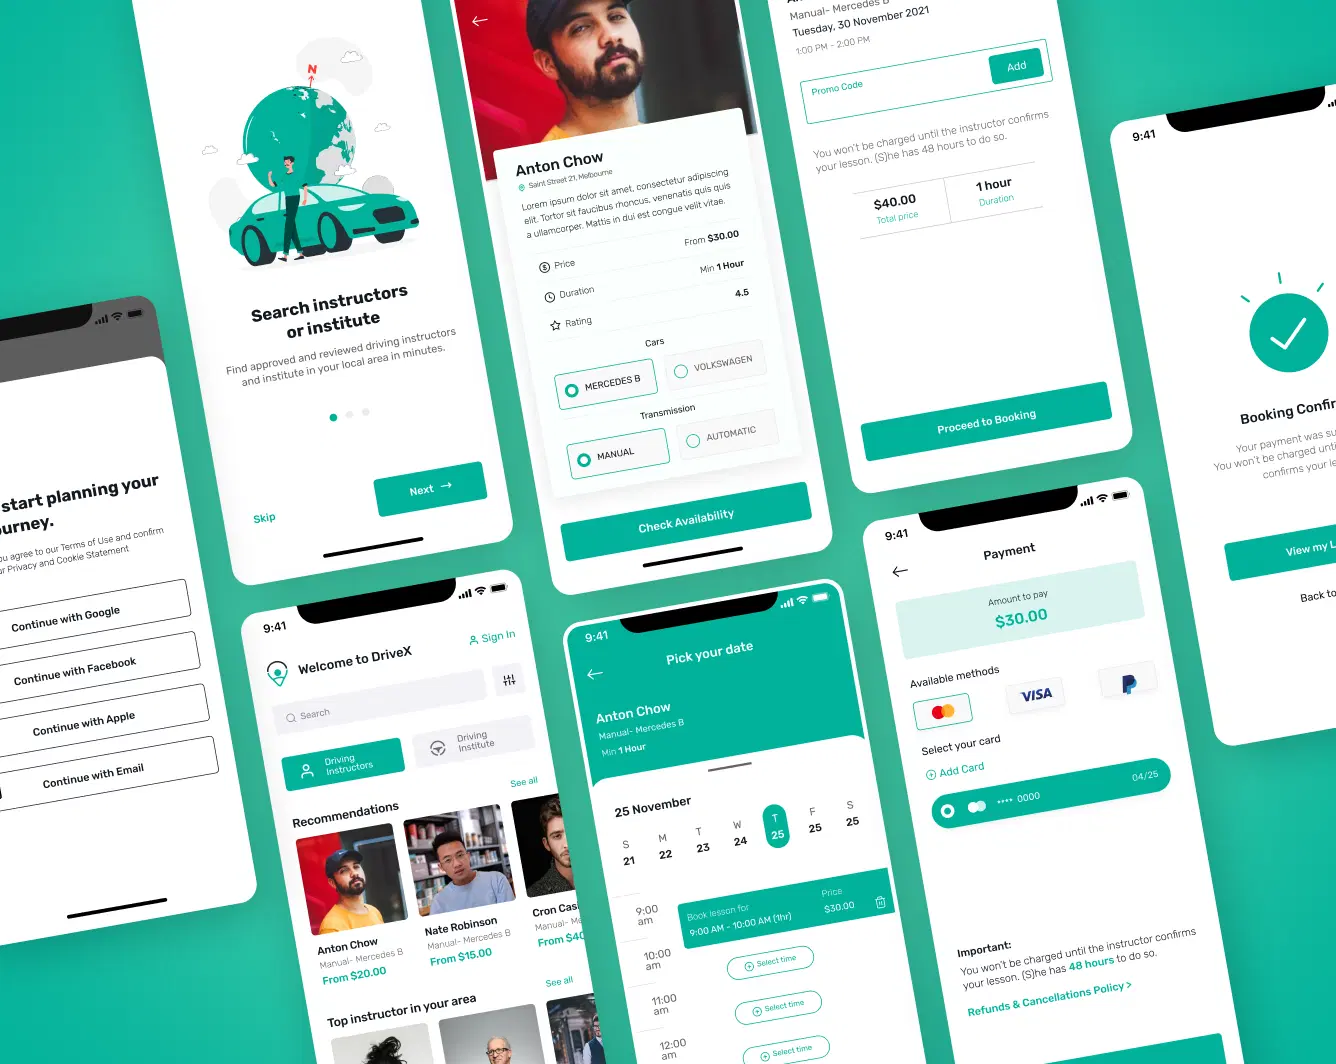 start planning your
ourney.
ou agree to our Terms of Use and confirm
ur Privacy and Cookie Statement
Continue with Google
Continue with Facebook
Continue with Apple
Continue with Email
N
Search instructors
or institute
Find approved and reviewed driving instructors
and institute in your local area in minutes.
Skip
Next →
9:41
Welcome to DriveX
Sign In
Search
Driving
Instructors
Driving
Institute
Recommendations
See all
Anton Chow
Manual- Mercedes B
From $20.00
Nate Robinson
Manual- Mercedes B
From $15.00
Cron Cas
Manual- Merce
From $40
Top instructor in your area
See all
Anton Chow
Saint Street 21, Melbourne
Lorem ipsum dolor sit amet, consectetur adipiscing
elit. Tortor sit faucibus rhoncus, venenatis quis quis
a ullamcorper. Mattis in dui est congue velit vitae.
Price
From $30.00
Duration
Min 1 Hour
Rating
4.5
Cars
MERCEDES B
VOLKSWAGEN
Transmission
MANUAL
AUTOMATIC
Check Availability
9:41
Pick your date
Anton Chow
Manual- Mercedes B
Min 1 Hour
25 November
S M T W T F S
21 22 23 24 25 25 25
9:00
am
Book lesson for
Price
9:00 AM - 10:00 AM (1hr)
$30.00
10:00
am
Select time
11:00
am
Select time
12:00
am
Select time
Manual- Mercedes B
Tuesday, 30 November 2021
1:00 PM - 2:00 PM
Promo Code
Add
You won't be charged until the instructor confirms
your lesson. (S)he has 48 hours to do so.
$40.00
Total price
1 hour
Duration
Proceed to Booking
9:41
Payment
Amount to pay
$30.00
Available methods
VISA
Select your card
Add Card
•••• 0000
04/25
Important:
You won't be charged until the instructor confirms
your lesson. (S)he has 48 hours to do so.
Refunds & Cancellations Policy >
9:41
Booking Confir
Your payment was su
You won't be charged until
confirms your le
View my L
Back to